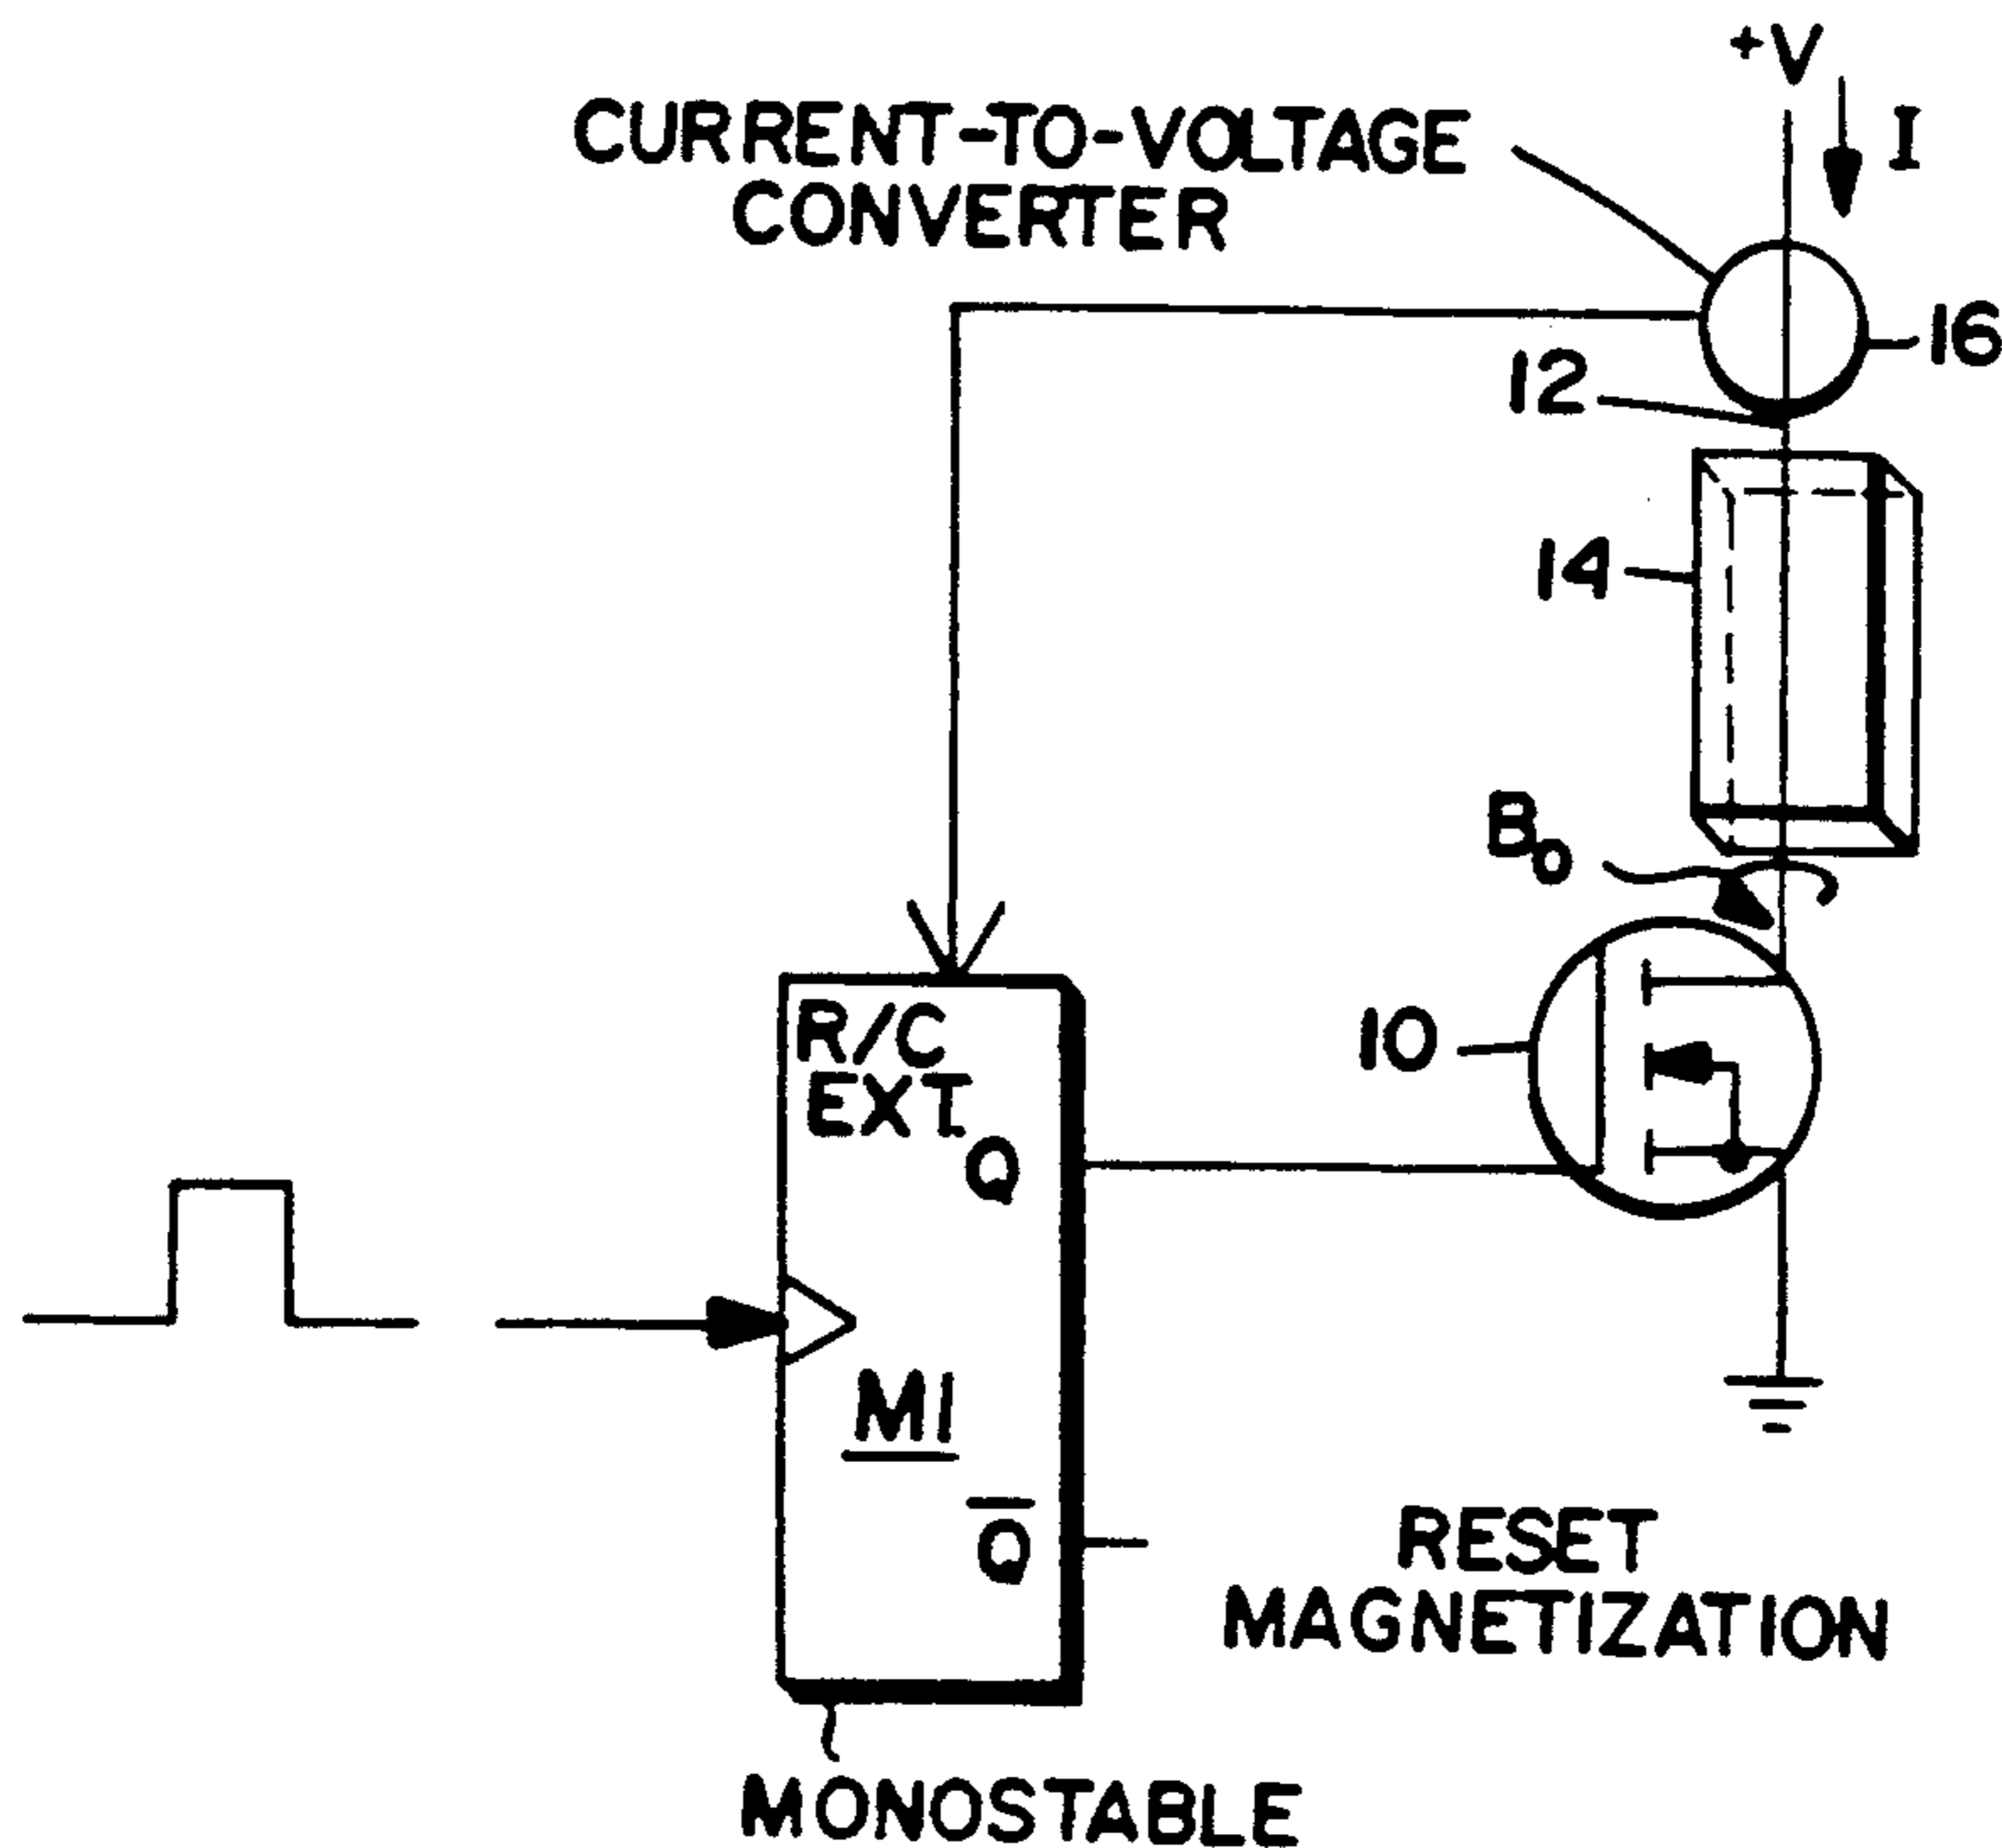 +V
I
CURRENT-TO-VOLTAGE
CONVERTER
16
12
14
B₀
10
R/C
EXT
Q
M1
Q̅
RESET
MAGNETIZATION
MONOSTABLE